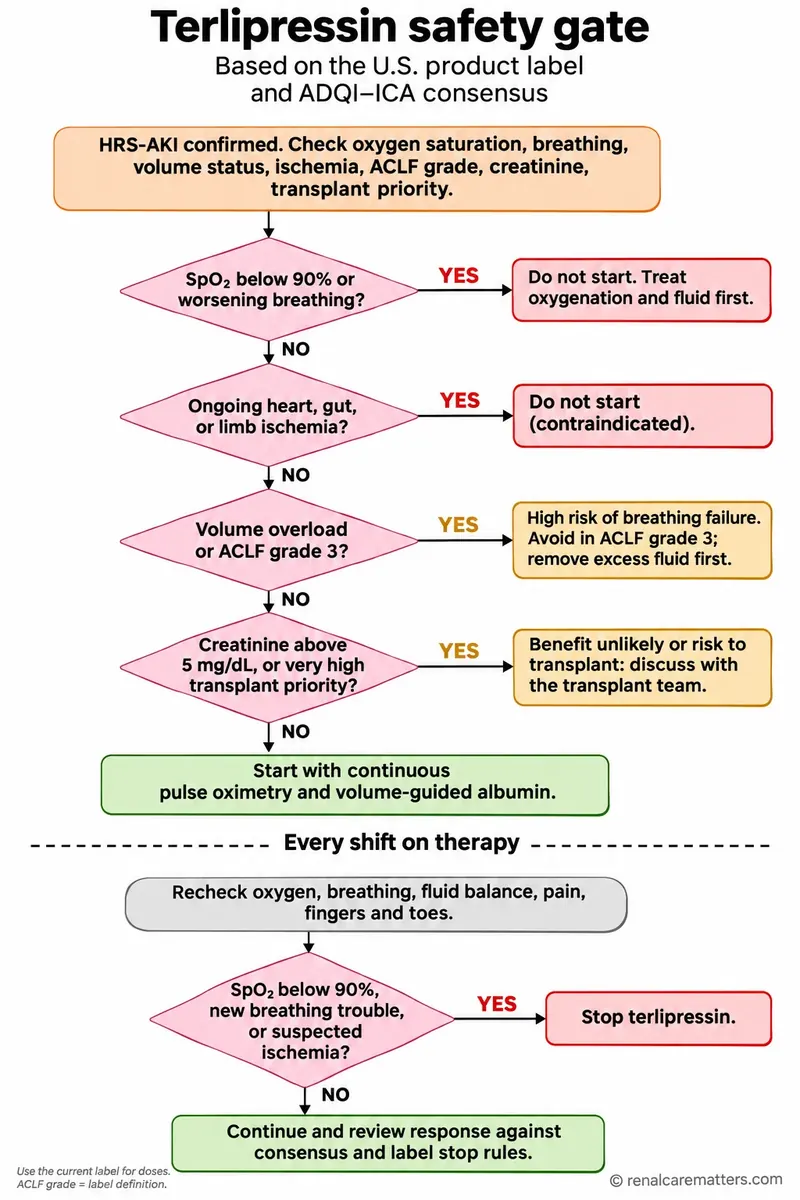 Terlipressin safety gate
Based on the U.S. product label
and ADQI–ICA consensus
HRS-AKI confirmed. Check oxygen saturation, breathing,
volume status, ischemia, ACLF grade, creatinine,
transplant priority.
SpO₂ below 90% or
worsening breathing?
YES
Do not start. Treat
oxygenation and fluid first.
NO
Ongoing heart, gut,
or limb ischemia?
YES
Do not start
(contraindicated).
NO
Volume overload
or ACLF grade 3?
YES
High risk of breathing failure.
Avoid in ACLF grade 3;
remove excess fluid first.
NO
Creatinine above
5 mg/dL, or very high
transplant priority?
YES
Benefit unlikely or risk to
transplant: discuss with
the transplant team.
NO
Start with continuous
pulse oximetry and volume-guided albumin.
Every shift on therapy
Recheck oxygen, breathing, fluid balance, pain,
fingers and toes.
SpO₂ below 90%,
new breathing trouble,
or suspected
ischemia?
YES
Stop terlipressin.
NO
Continue and review response against
consensus and label stop rules.
Use the current label for doses.
ACLF grade = label definition.
© renalcarematters.com